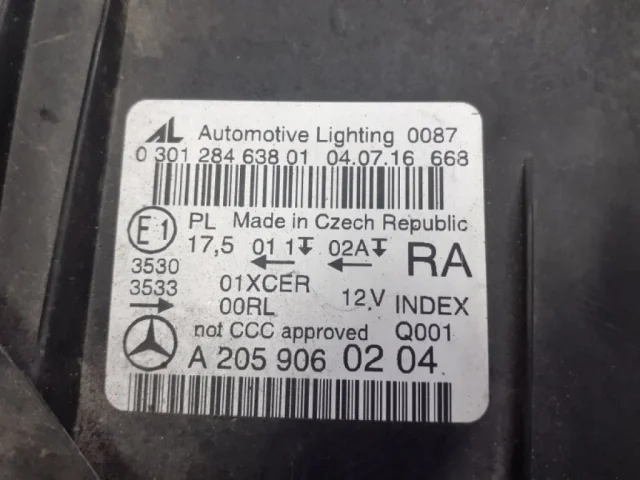 AL Automotive Lighting 0087
0 301 284 638 01 04.07.16 668
E1 PL Made in Czech Republic
17,5 01 1 02A RA
3530
3533 01XCER
00RL 12 V INDEX
not CCC approved Q001
A 205 906 02 04